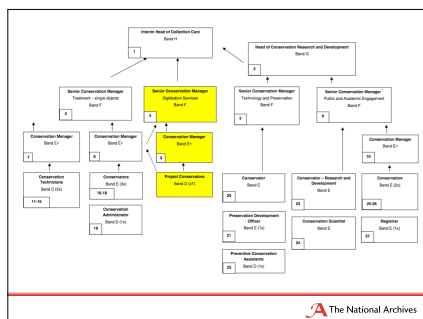 Interim Head of Collection Care
Band H
1
Head of Conservation Research and Development
Band G
2
Senior Conservation Manager
Treatment – single objects
Band F
3
Senior Conservation Manager
Digitisation Services
Band F
4
Senior Conservation Manager
Technology and Preservation
Band F
5
Senior Conservation Manager
Public and Academic Engagement
Band F
6
Conservation Manager
Band E+
7
Conservation Manager
Band E+
8
Conservation Manager
Band E+
9
Conservation Manager
Band E+
10
Conservation
Technicians
Band C (5x)
11-15
Conservators
Band E (3x)
16-18
Project Conservators
Band D (x7)
Conservation
Administrator
Band D (1x)
19
Conservator
Band E
20
Preservation Development
Officer
Band E (1x)
21
Preventive Conservation
Assistants
Band D (1x)
22
Conservator – Research and
Development
Band E
23
Conservation Scientist
Band E
24
Conservators
Band E (2x)
25-26
Registrar
Band E (1x)
27
The National Archives